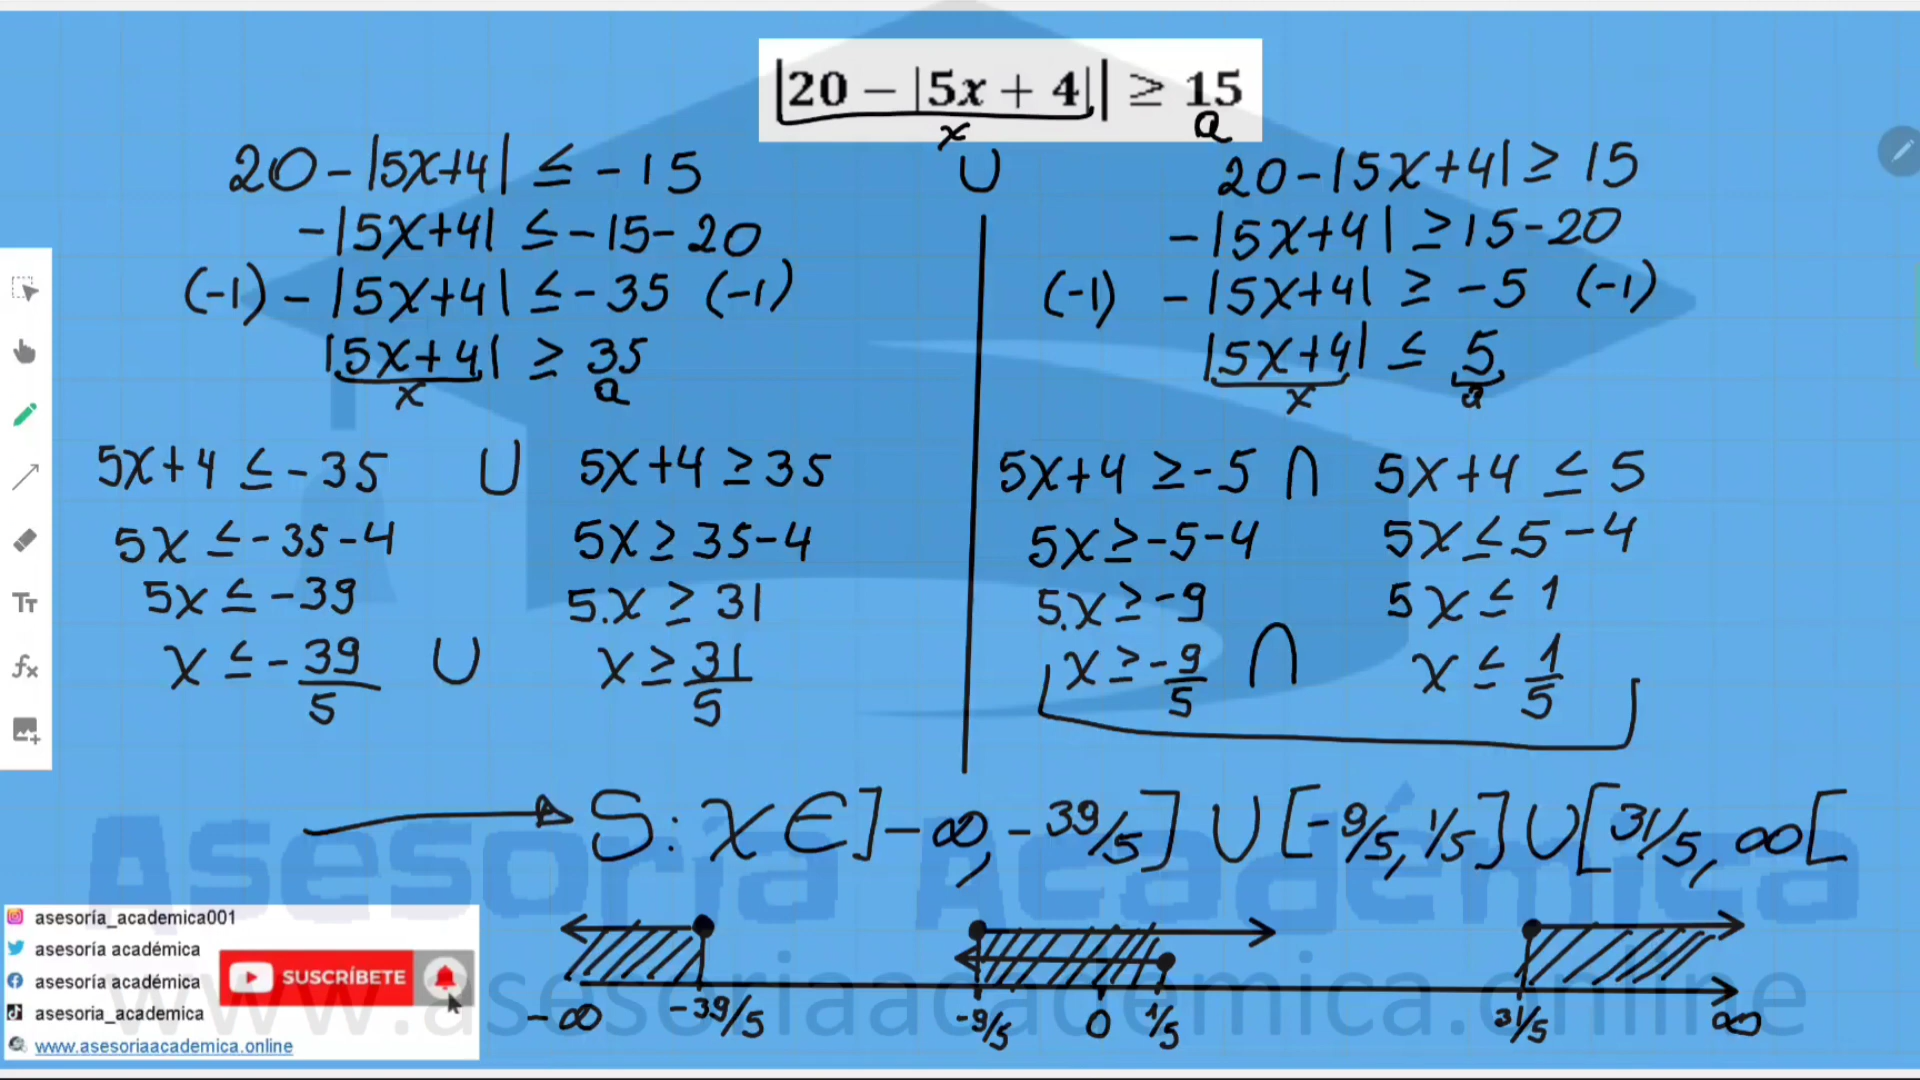 |20 − |5x + 4|| ≥ 15
x a
20-|5x+4| ≤ -15 ∪ 20-|5x+4| ≥ 15
-|5x+4| ≤ -15-20 -|5x+4| ≥ 15-20
(-1) -|5x+4| ≤ -35 (-1) (-1) -|5x+4| ≥ -5 (-1)
|5x+4| ≥ 35 |5x+4| ≤ 5
x a x a
5x+4 ≤ -35 ∪ 5x+4 ≥ 35 5x+4 ≥ -5 ∩ 5x+4 ≤ 5
5x ≤ -35-4 5x ≥ 35-4 5x ≥ -5-4 5x ≤ 5-4
5x ≤ -39 5.x ≥ 31 5.x ≥ -9 5x ≤ 1
x ≤ -39/5 ∪ x ≥ 31/5 x ≥ -9/5 ∩ x ≤ 1/5
S: x ∈ ]-∞, -39/5] ∪ [-9/5, 1/5] ∪ [31/5, ∞[
-∞ -39/5 -9/5 0 1/5 31/5 ∞
Asesoría Académica
www.asesoriaacademica.online
asesoría_academica001
asesoría académica
asesoría académica
asesoria_academica
www.asesoriaacademica.online
SUSCRÍBETE
Tт
fx